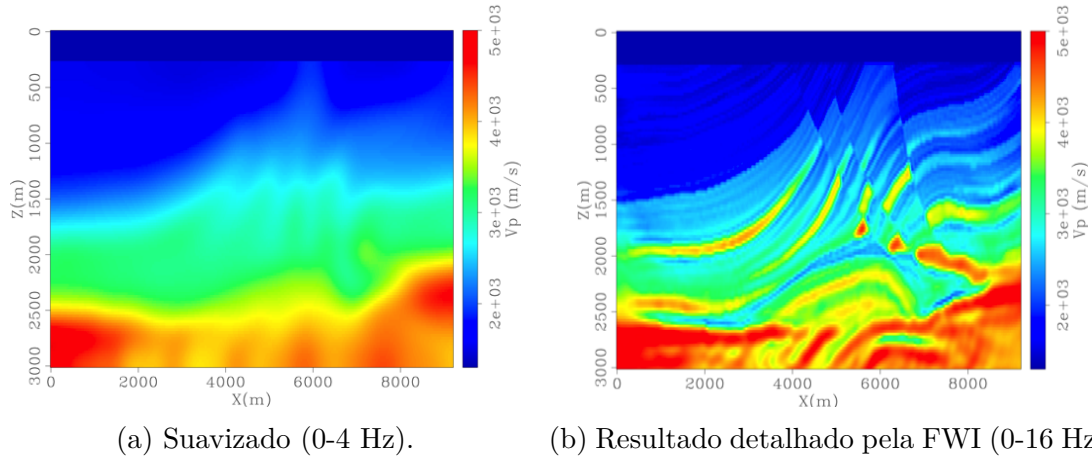 0
500
1000
1500
2000
2500
3000
Z(m)
0
2000
4000
6000
8000
X(m)
5e+03
4e+03
3e+03
2e+03
Vp (m/s)
(a) Suavizado (0-4 Hz).
0
500
1000
1500
2000
2500
3000
Z(m)
0
2000
4000
6000
8000
X(m)
5e+03
4e+03
3e+03
2e+03
Vp (m/s)
(b) Resultado detalhado pela FWI (0-16 Hz